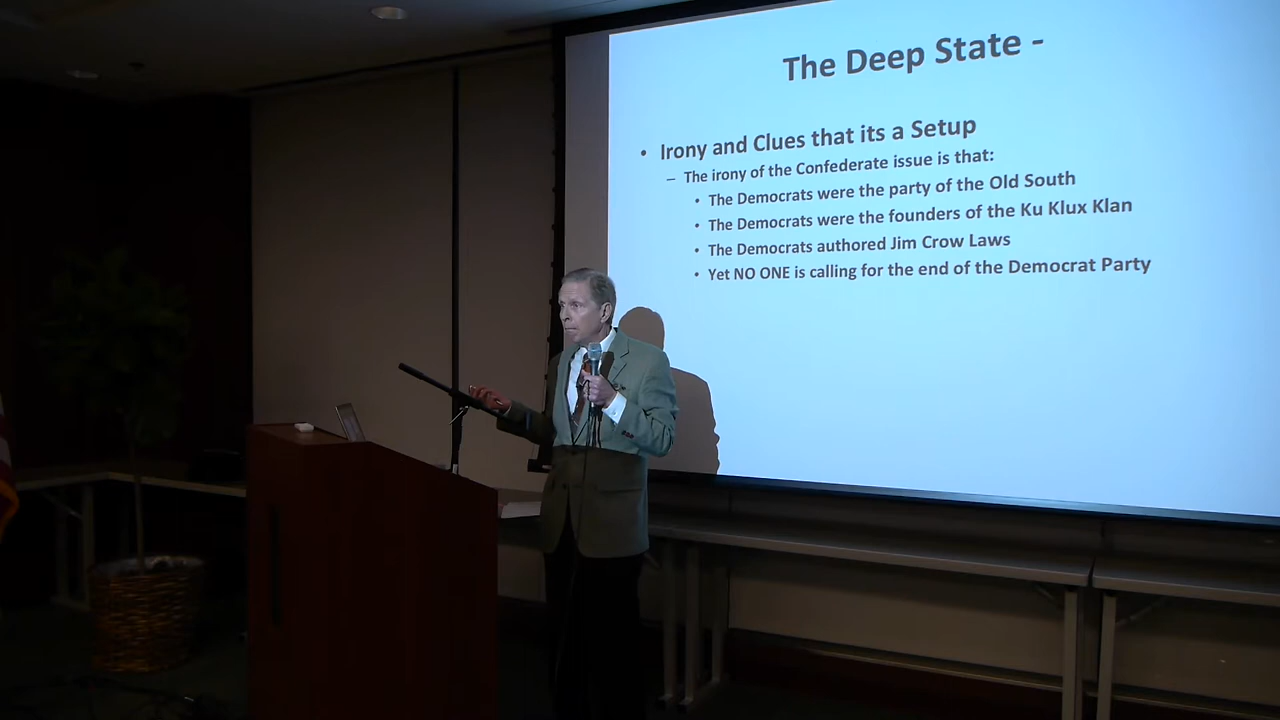 The Deep State -
• Irony and Clues that its a Setup
– The irony of the Confederate issue is that:
• The Democrats were the party of the Old South
• The Democrats were the founders of the Ku Klux Klan
• The Democrats authored Jim Crow Laws
• Yet NO ONE is calling for the end of the Democrat Party